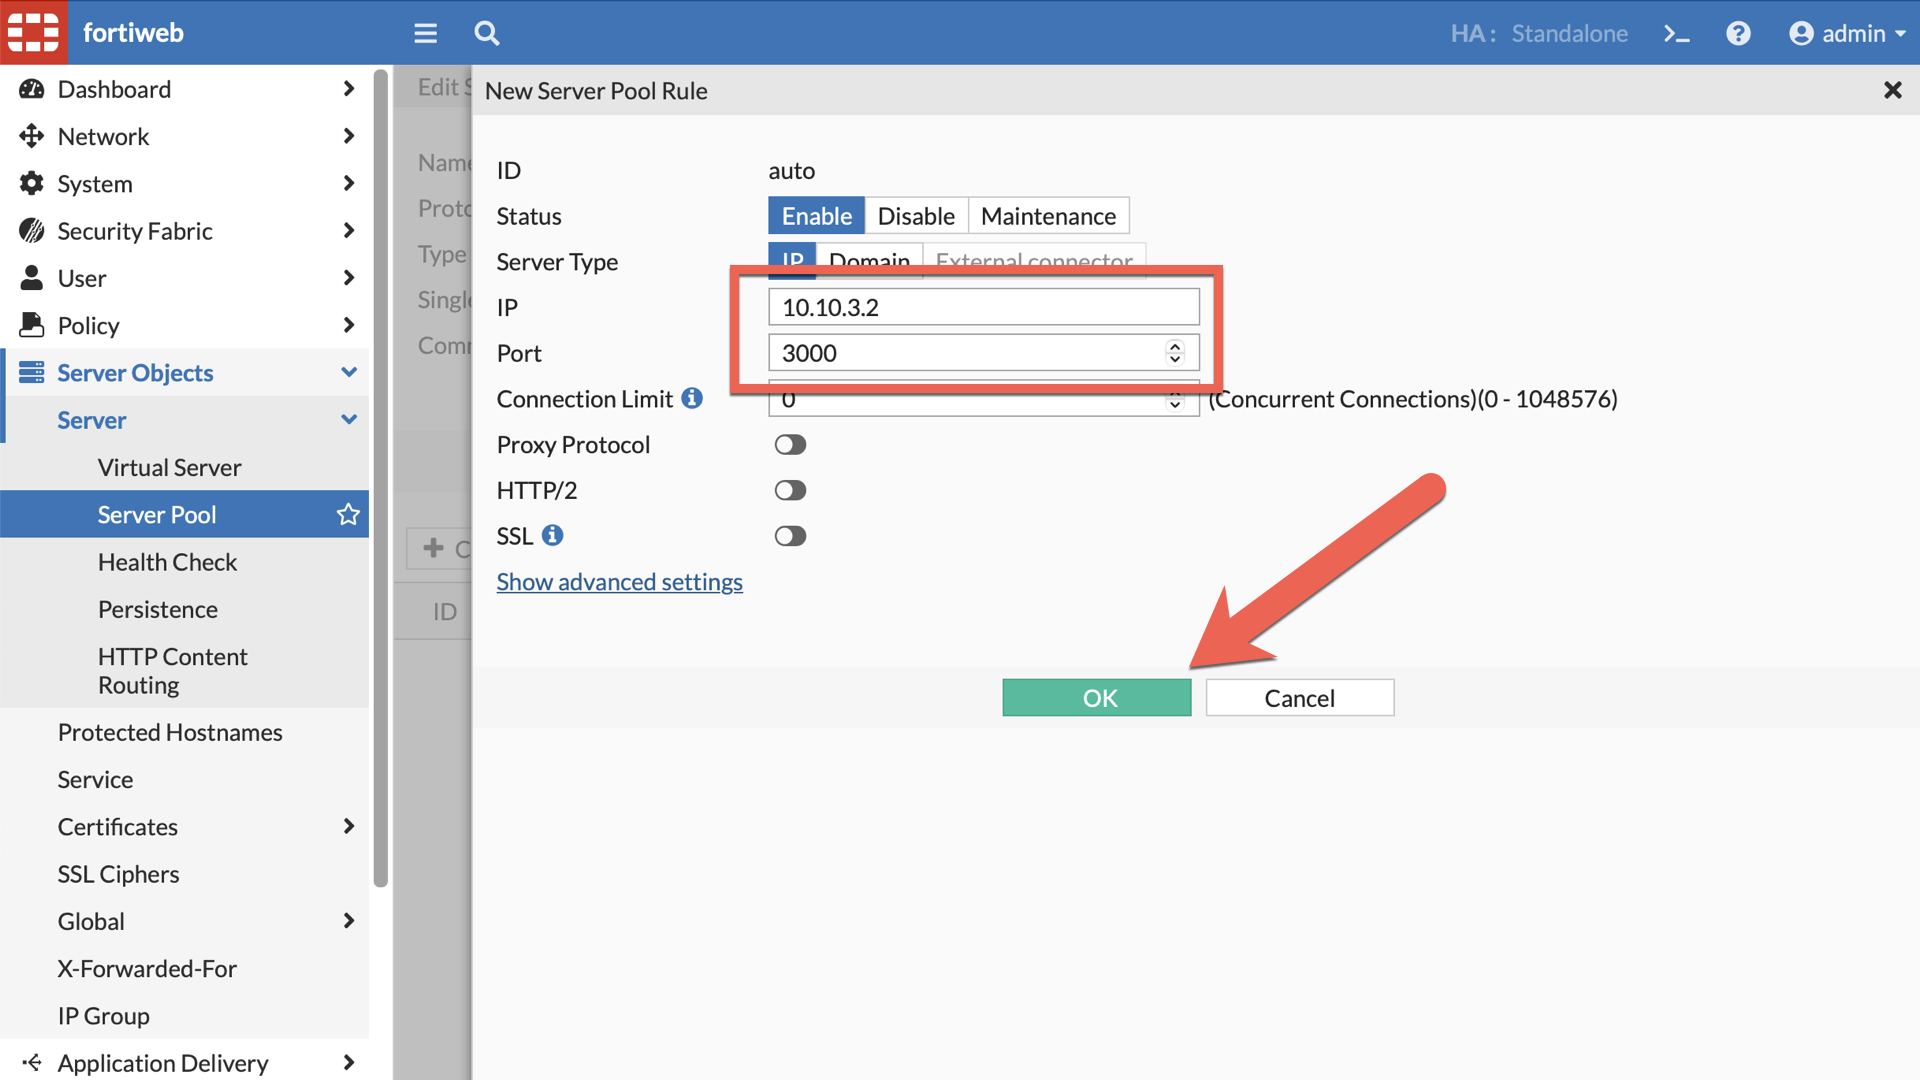 fortiweb
HA: Standalone
admin
Dashboard
Network
System
Security Fabric
User
Policy
Server Objects
Server
Virtual Server
Server Pool
Health Check
Persistence
HTTP Content
Routing
Protected Hostnames
Service
Certificates
SSL Ciphers
Global
X-Forwarded-For
IP Group
Application Delivery
Edit S
Name
Proto
Type
Single
Comm
C
ID
New Server Pool Rule
ID auto
Status Enable Disable Maintenance
Server Type IP Domain External connector
IP 10.10.3.2
Port 3000
Connection Limit 0 (Concurrent Connections)(0 - 1048576)
Proxy Protocol
HTTP/2
SSL
Show advanced settings
OK Cancel